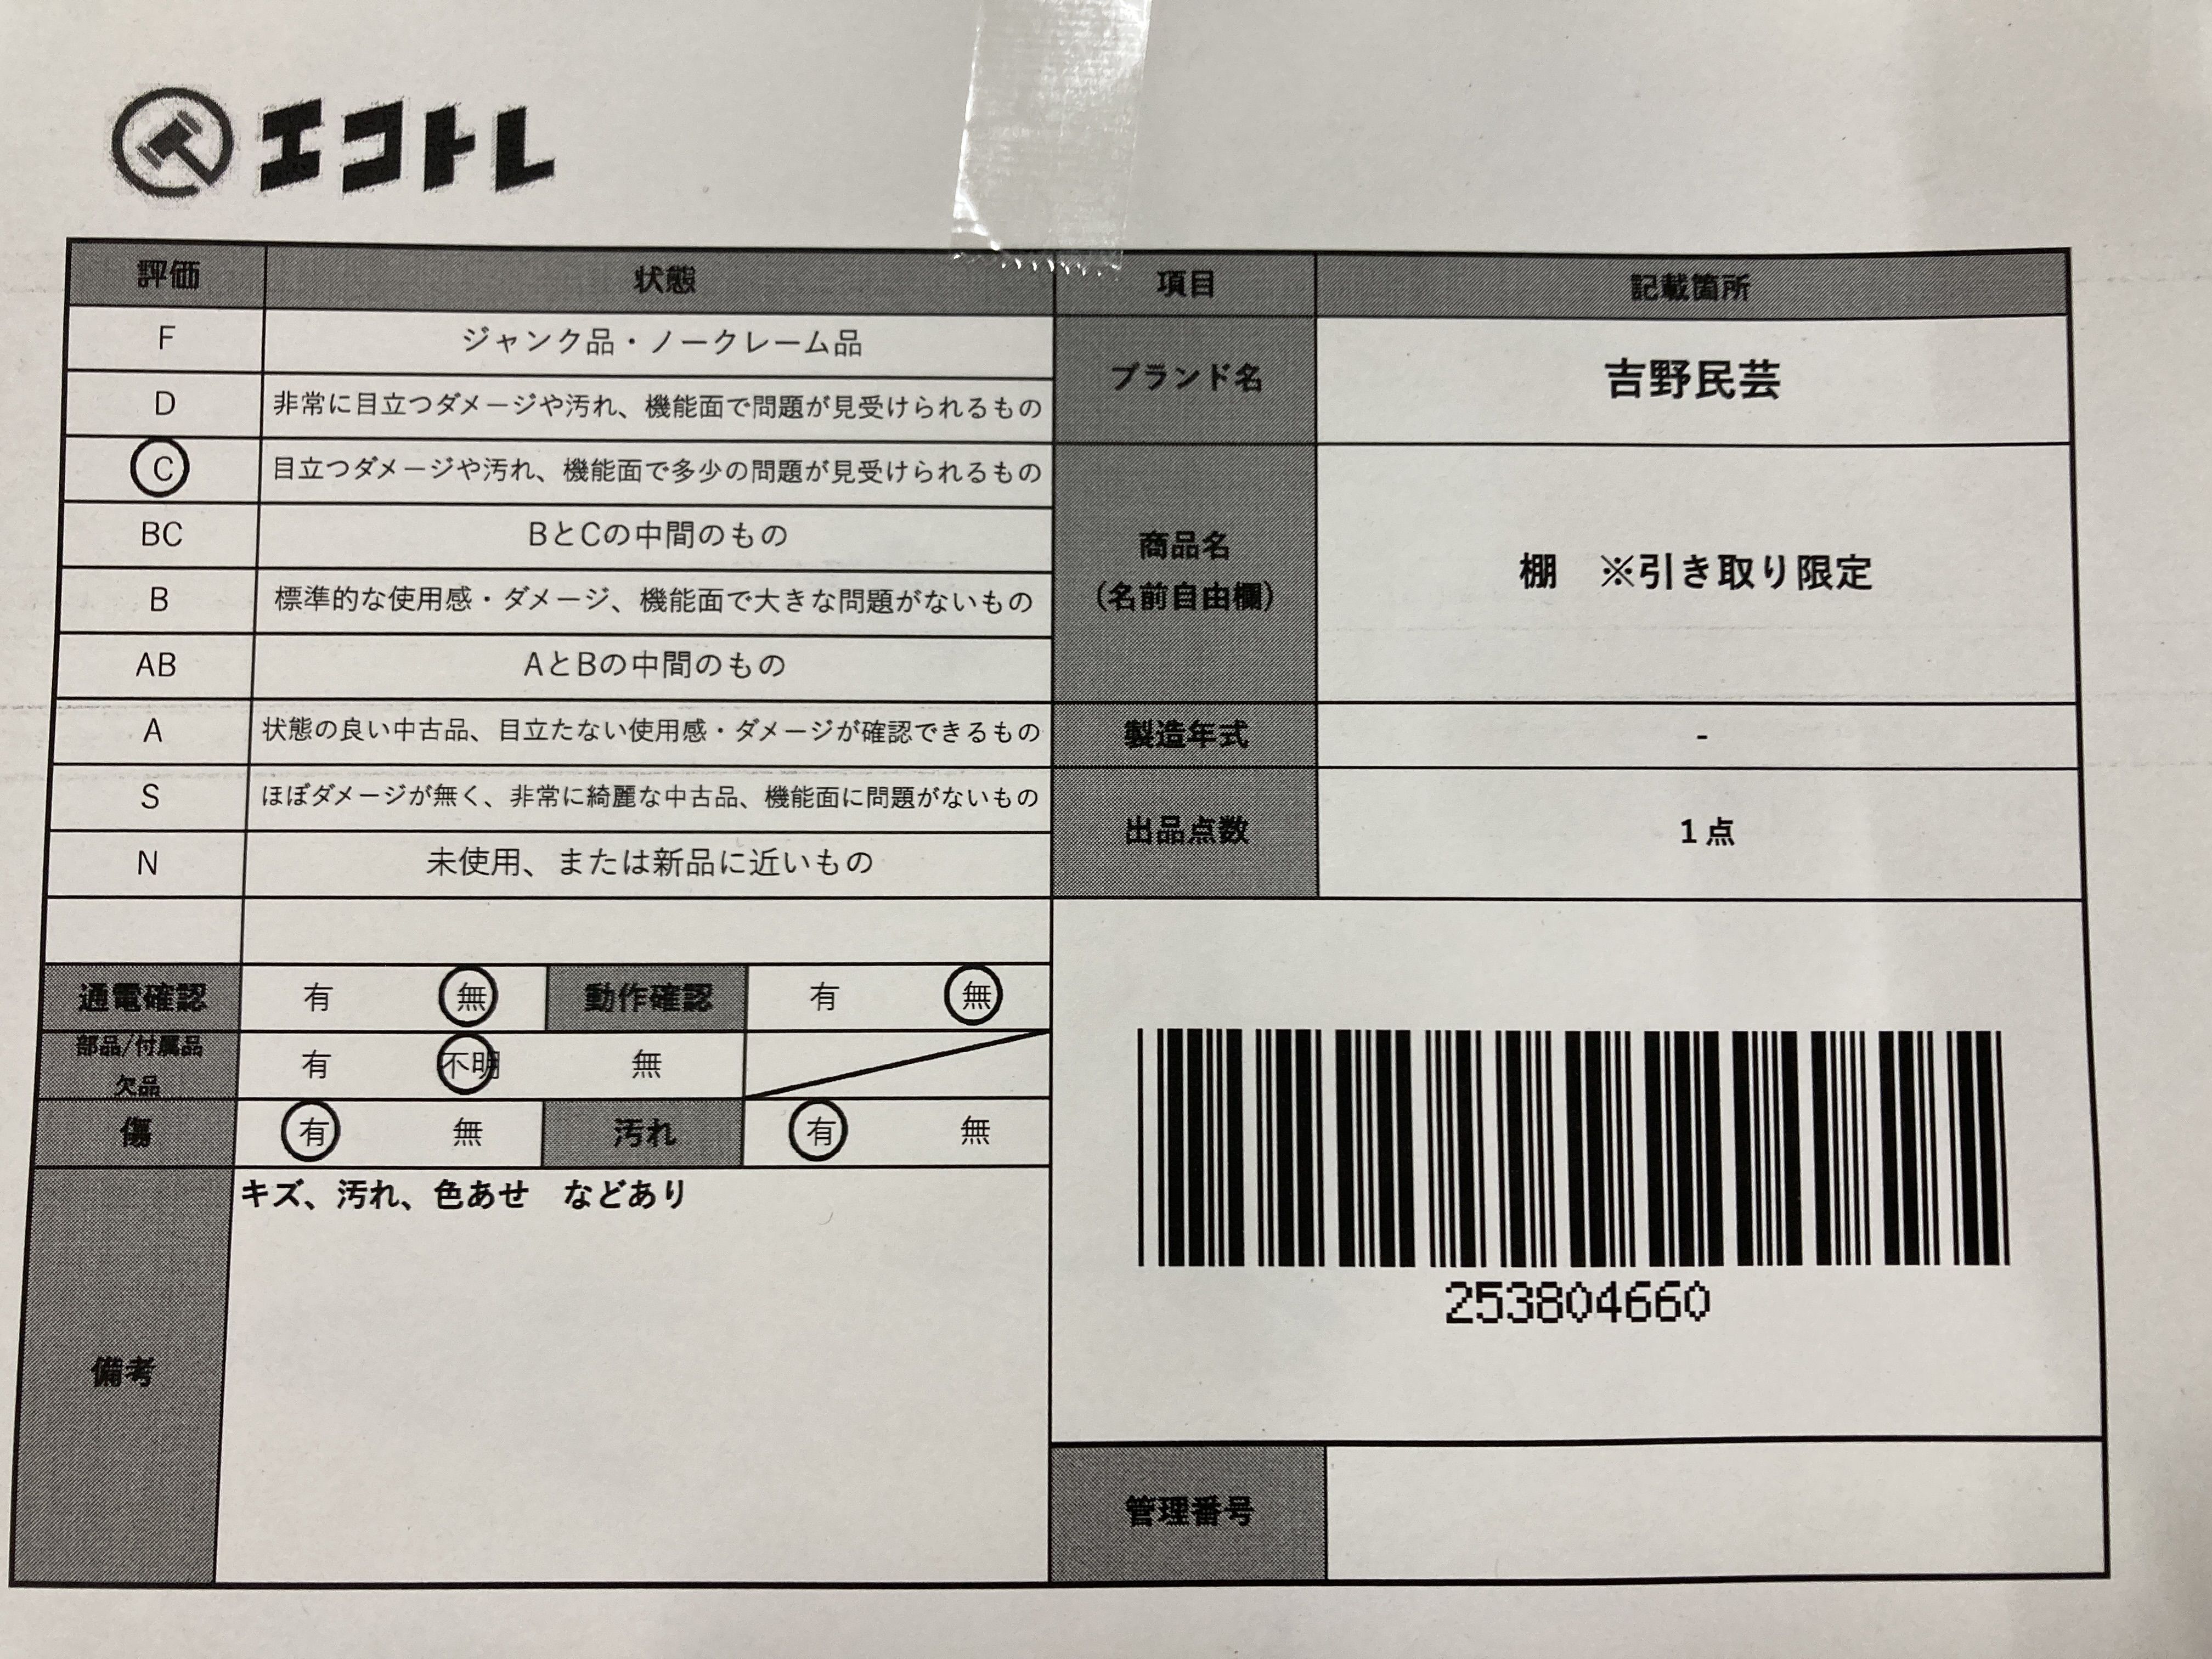 エコトレ
評価 状態 項目 記載箇所
F ジャンク品・ノークレーム品
D 非常に目立つダメージや汚れ、機能面で問題が見受けられるもの
ブランド名 吉野民芸
C 目立つダメージや汚れ、機能面で多少の問題が見受けられるもの
BC BとCの中間のもの
B 標準的な使用感・ダメージ、機能面で大きな問題がないもの
AB AとBの中間のもの
商品名
(名前自由欄)
棚 ※引き取り限定
A 状態の良い中古品、目立たない使用感・ダメージが確認できるもの
製造年式 -
S ほぼダメージが無く、非常に綺麗な中古品、機能面に問題がないもの
N 未使用、または新品に近いもの
出品点数 1点
通電確認 有 無 動作確認 有 無
部品/付属品
欠品
有 不明 無
傷 有 無 汚れ 有 無
備考
キズ、汚れ、色あせ などあり
253804660
管理番号